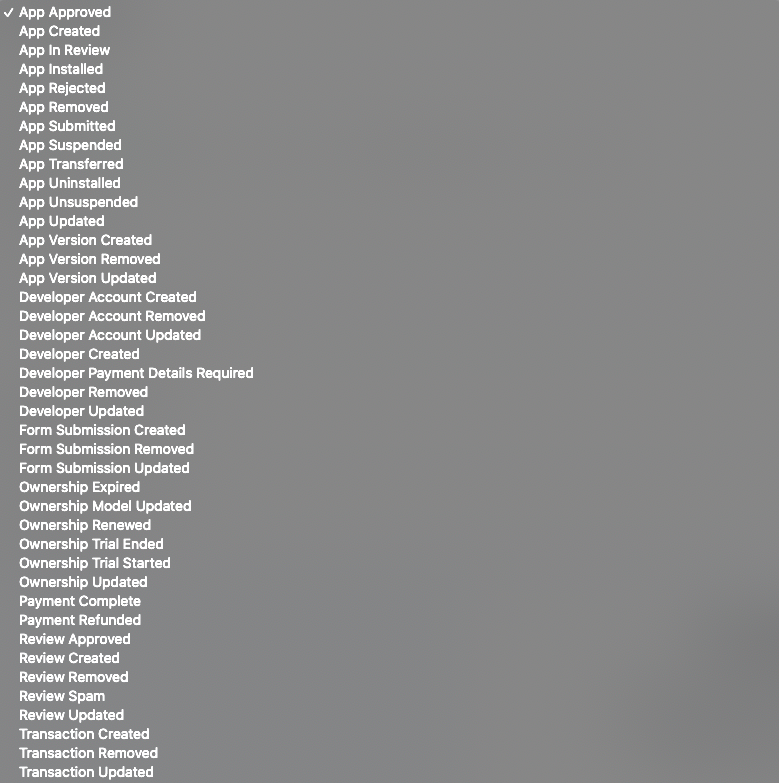 ✓ App Approved
App Created
App In Review
App Installed
App Rejected
App Removed
App Submitted
App Suspended
App Transferred
App Uninstalled
App Unsuspended
App Updated
App Version Created
App Version Removed
App Version Updated
Developer Account Created
Developer Account Removed
Developer Account Updated
Developer Created
Developer Payment Details Required
Developer Removed
Developer Updated
Form Submission Created
Form Submission Removed
Form Submission Updated
Ownership Expired
Ownership Model Updated
Ownership Renewed
Ownership Trial Ended
Ownership Trial Started
Ownership Updated
Payment Complete
Payment Refunded
Review Approved
Review Created
Review Removed
Review Spam
Review Updated
Transaction Created
Transaction Removed
Transaction Updated